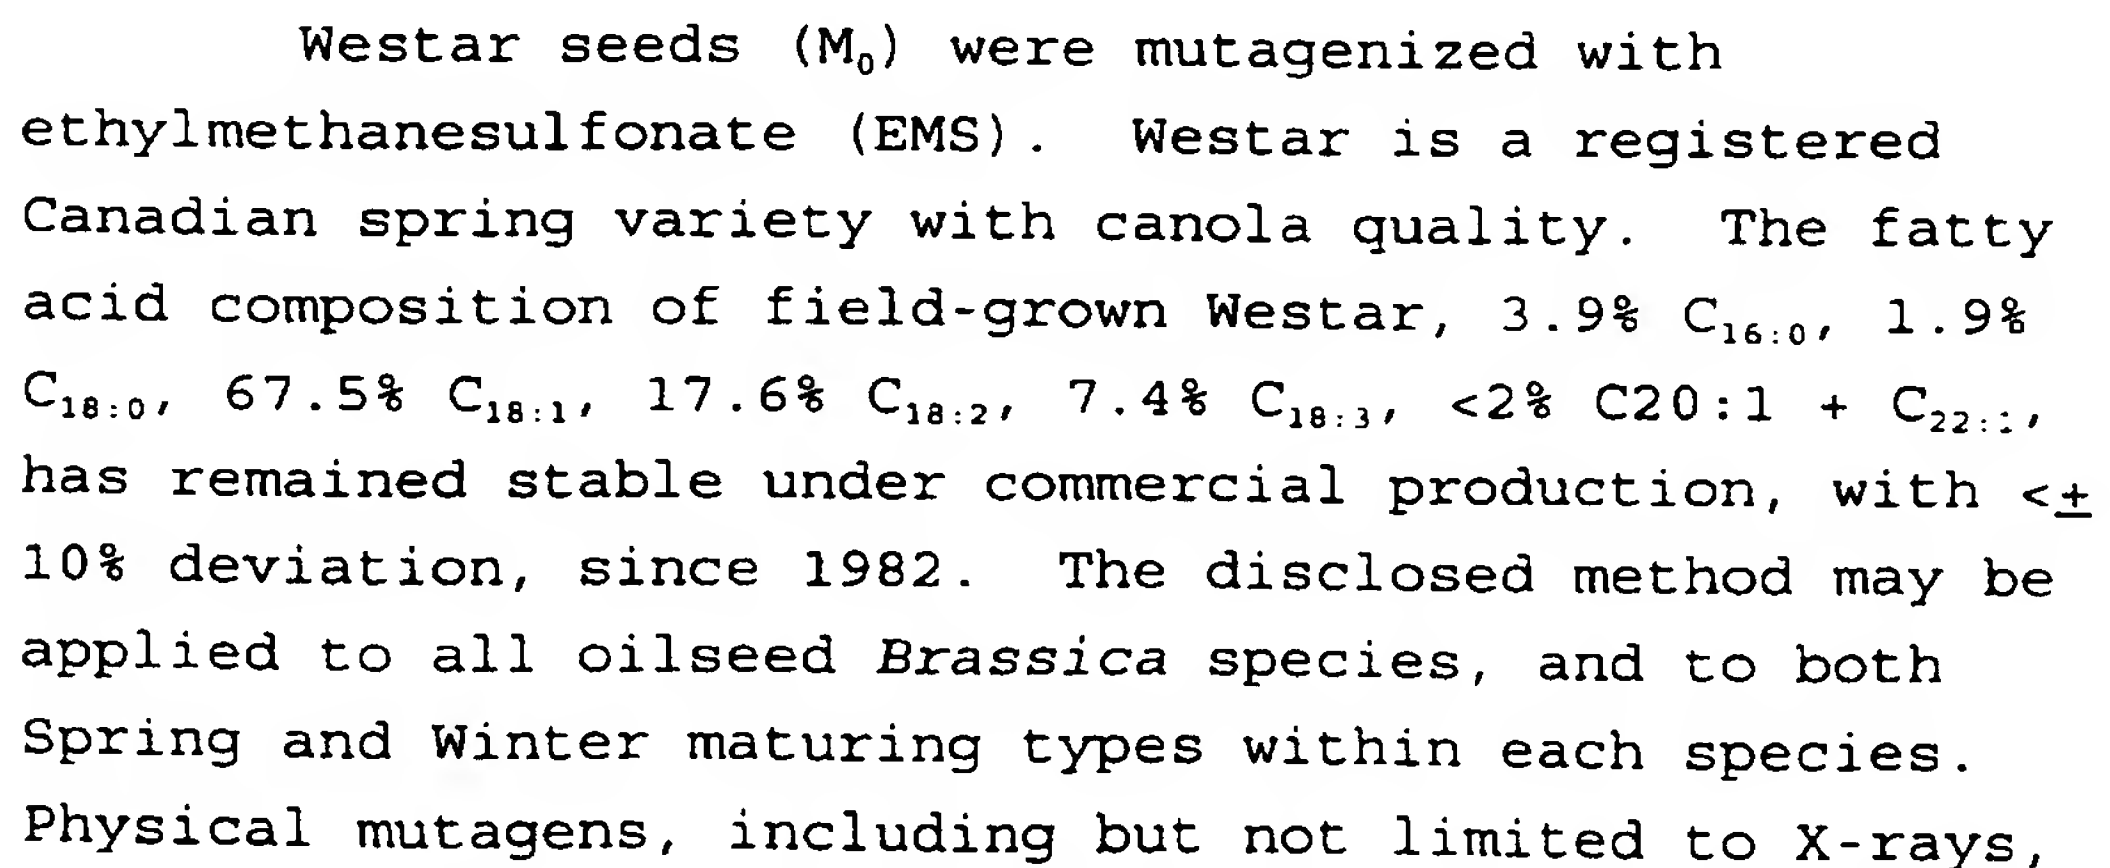 Westar seeds (M₀) were mutagenized with
ethylmethanesulfonate (EMS). Westar is a registered
Canadian spring variety with canola quality. The fatty
acid composition of field-grown Westar, 3.9% C₁₆:₀, 1.9%
C₁₈:₀, 67.5% C₁₈:₁, 17.6% C₁₈:₂, 7.4% C₁₈:₃, <2% C20:1 + C₂₂:₁,
has remained stable under commercial production, with <±
10% deviation, since 1982. The disclosed method may be
applied to all oilseed Brassica species, and to both
Spring and Winter maturing types within each species.
Physical mutagens, including but not limited to X-rays,